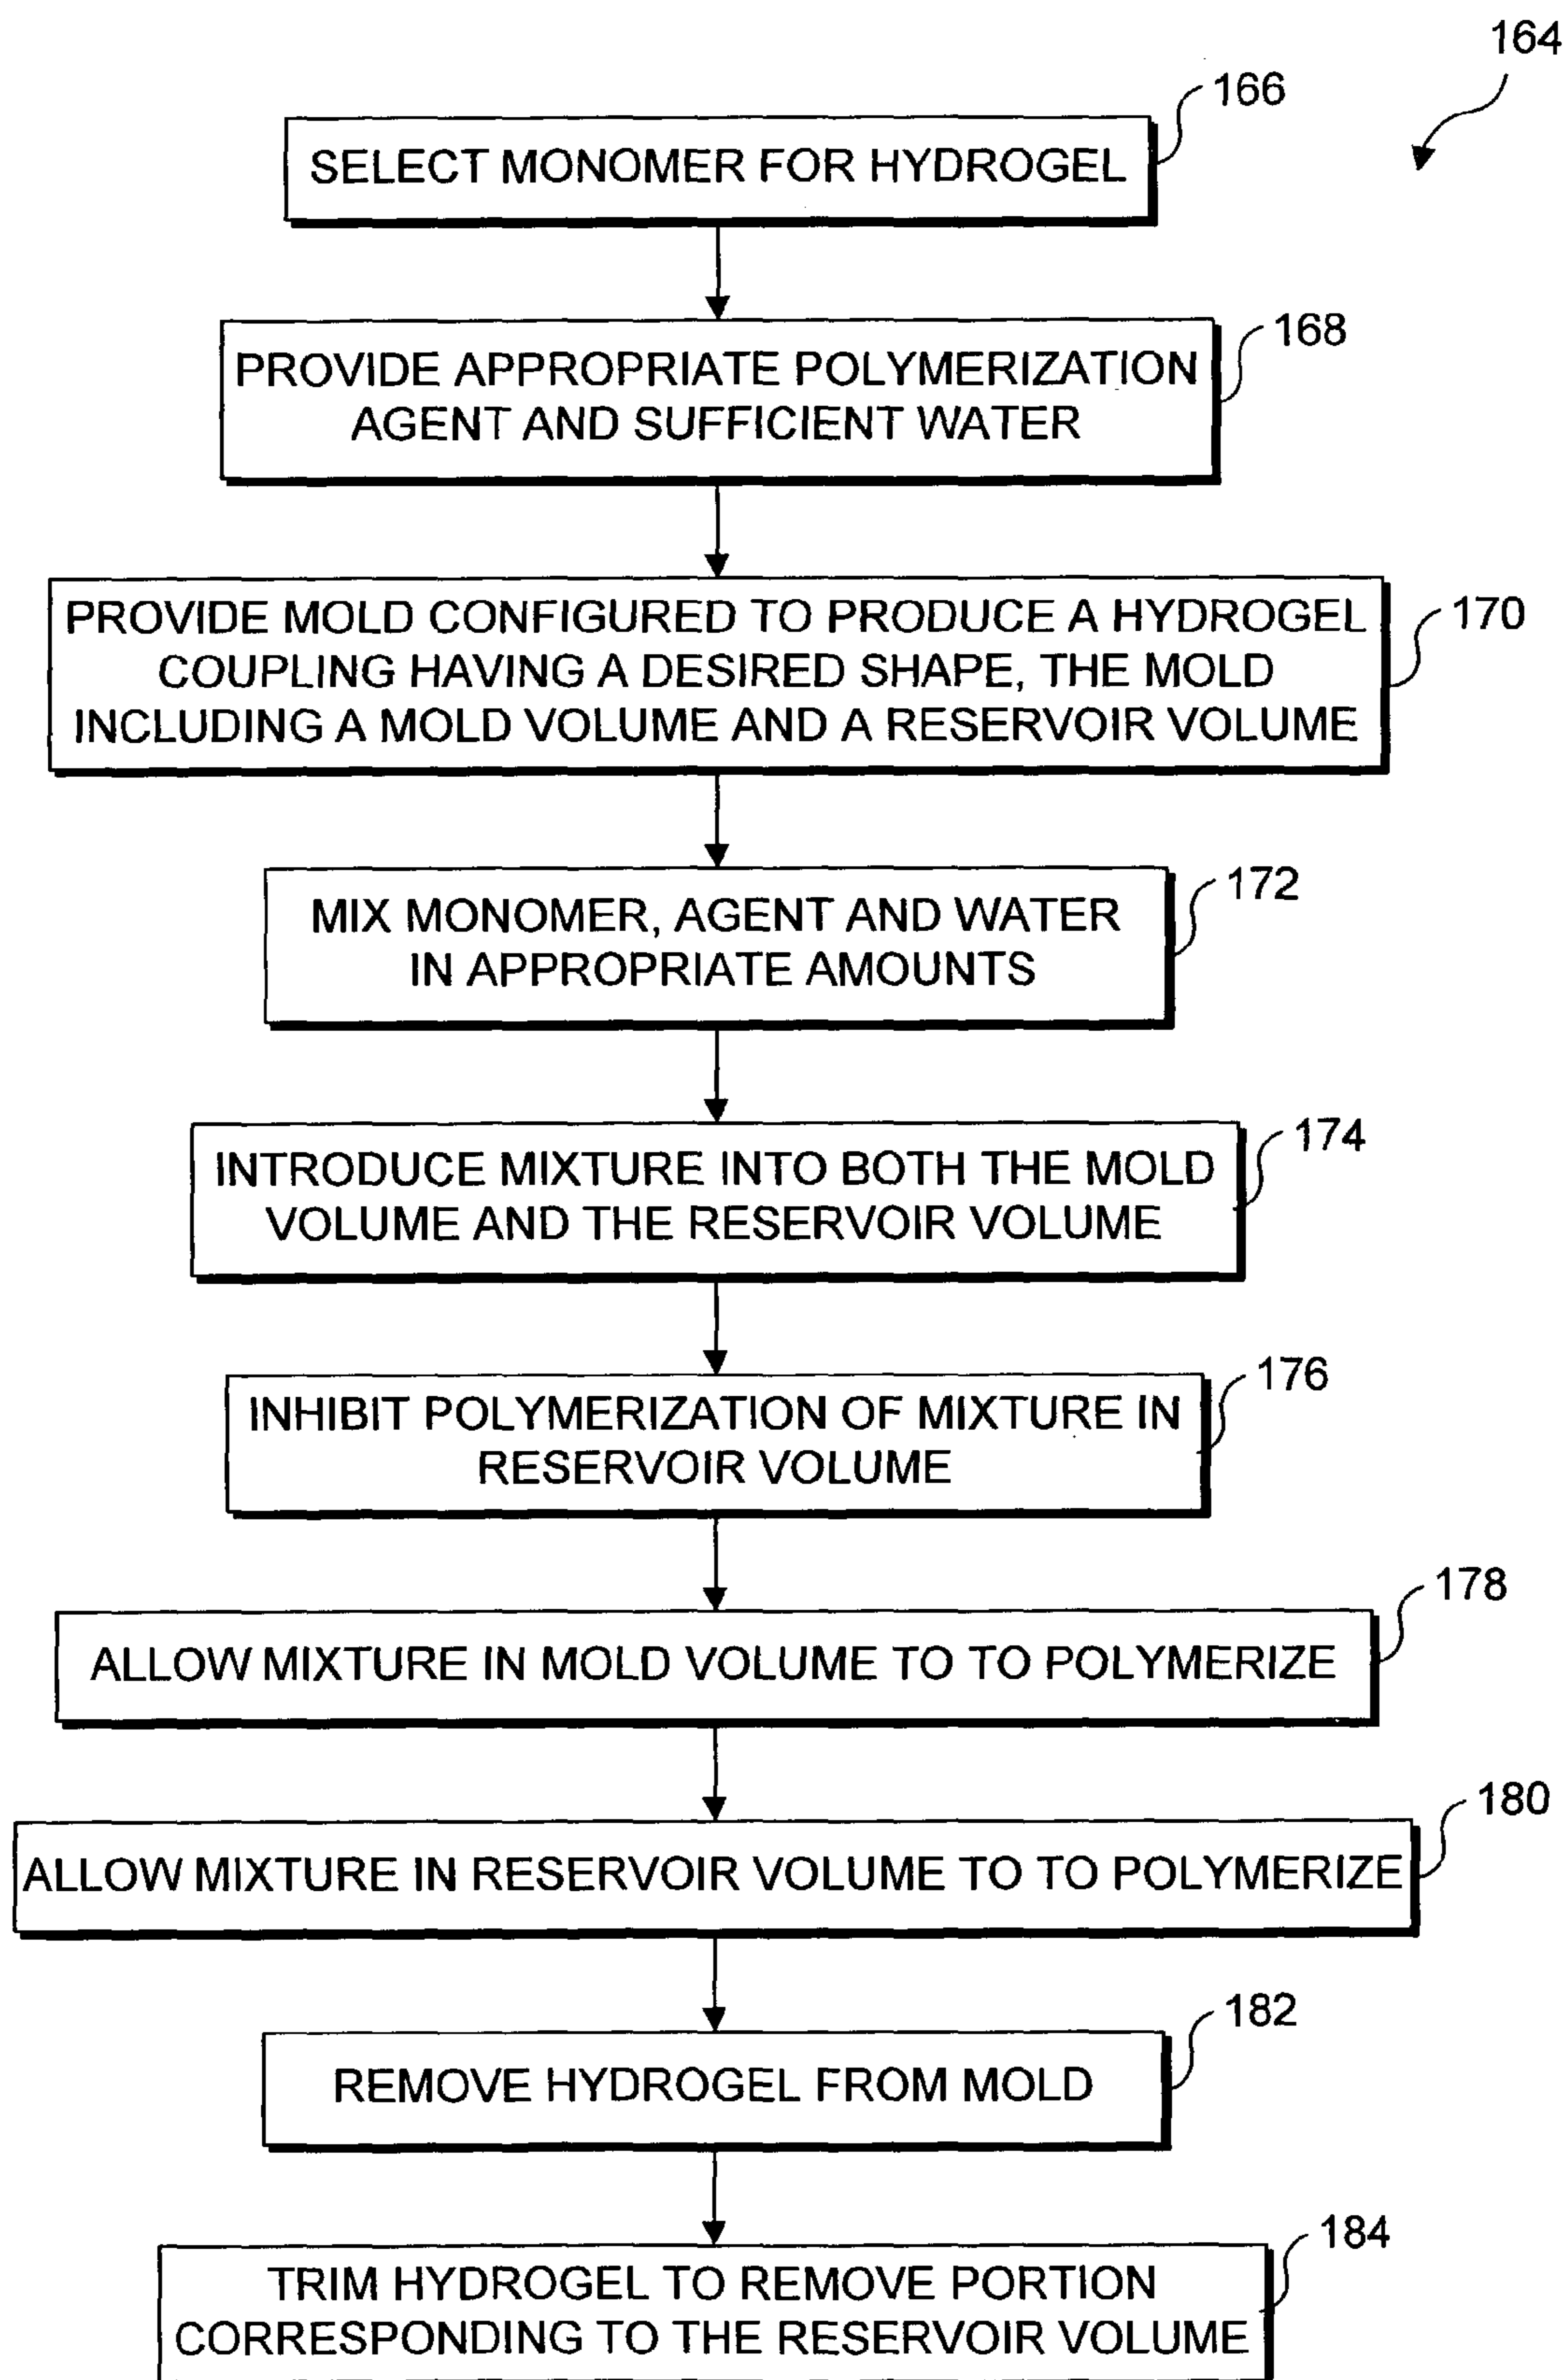 164
166
SELECT MONOMER FOR HYDROGEL
168
PROVIDE APPROPRIATE POLYMERIZATION
AGENT AND SUFFICIENT WATER
170
PROVIDE MOLD CONFIGURED TO PRODUCE A HYDROGEL
COUPLING HAVING A DESIRED SHAPE, THE MOLD
INCLUDING A MOLD VOLUME AND A RESERVOIR VOLUME
172
MIX MONOMER, AGENT AND WATER
IN APPROPRIATE AMOUNTS
174
INTRODUCE MIXTURE INTO BOTH THE MOLD
VOLUME AND THE RESERVOIR VOLUME
176
INHIBIT POLYMERIZATION OF MIXTURE IN
RESERVOIR VOLUME
178
ALLOW MIXTURE IN MOLD VOLUME TO TO POLYMERIZE
180
ALLOW MIXTURE IN RESERVOIR VOLUME TO TO POLYMERIZE
182
REMOVE HYDROGEL FROM MOLD
184
TRIM HYDROGEL TO REMOVE PORTION
CORRESPONDING TO THE RESERVOIR VOLUME